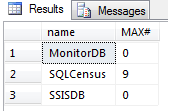 Results Messages
name MAX#
1 MonitorDB 0
2 SQLCensus 9
3 SSISDB 0